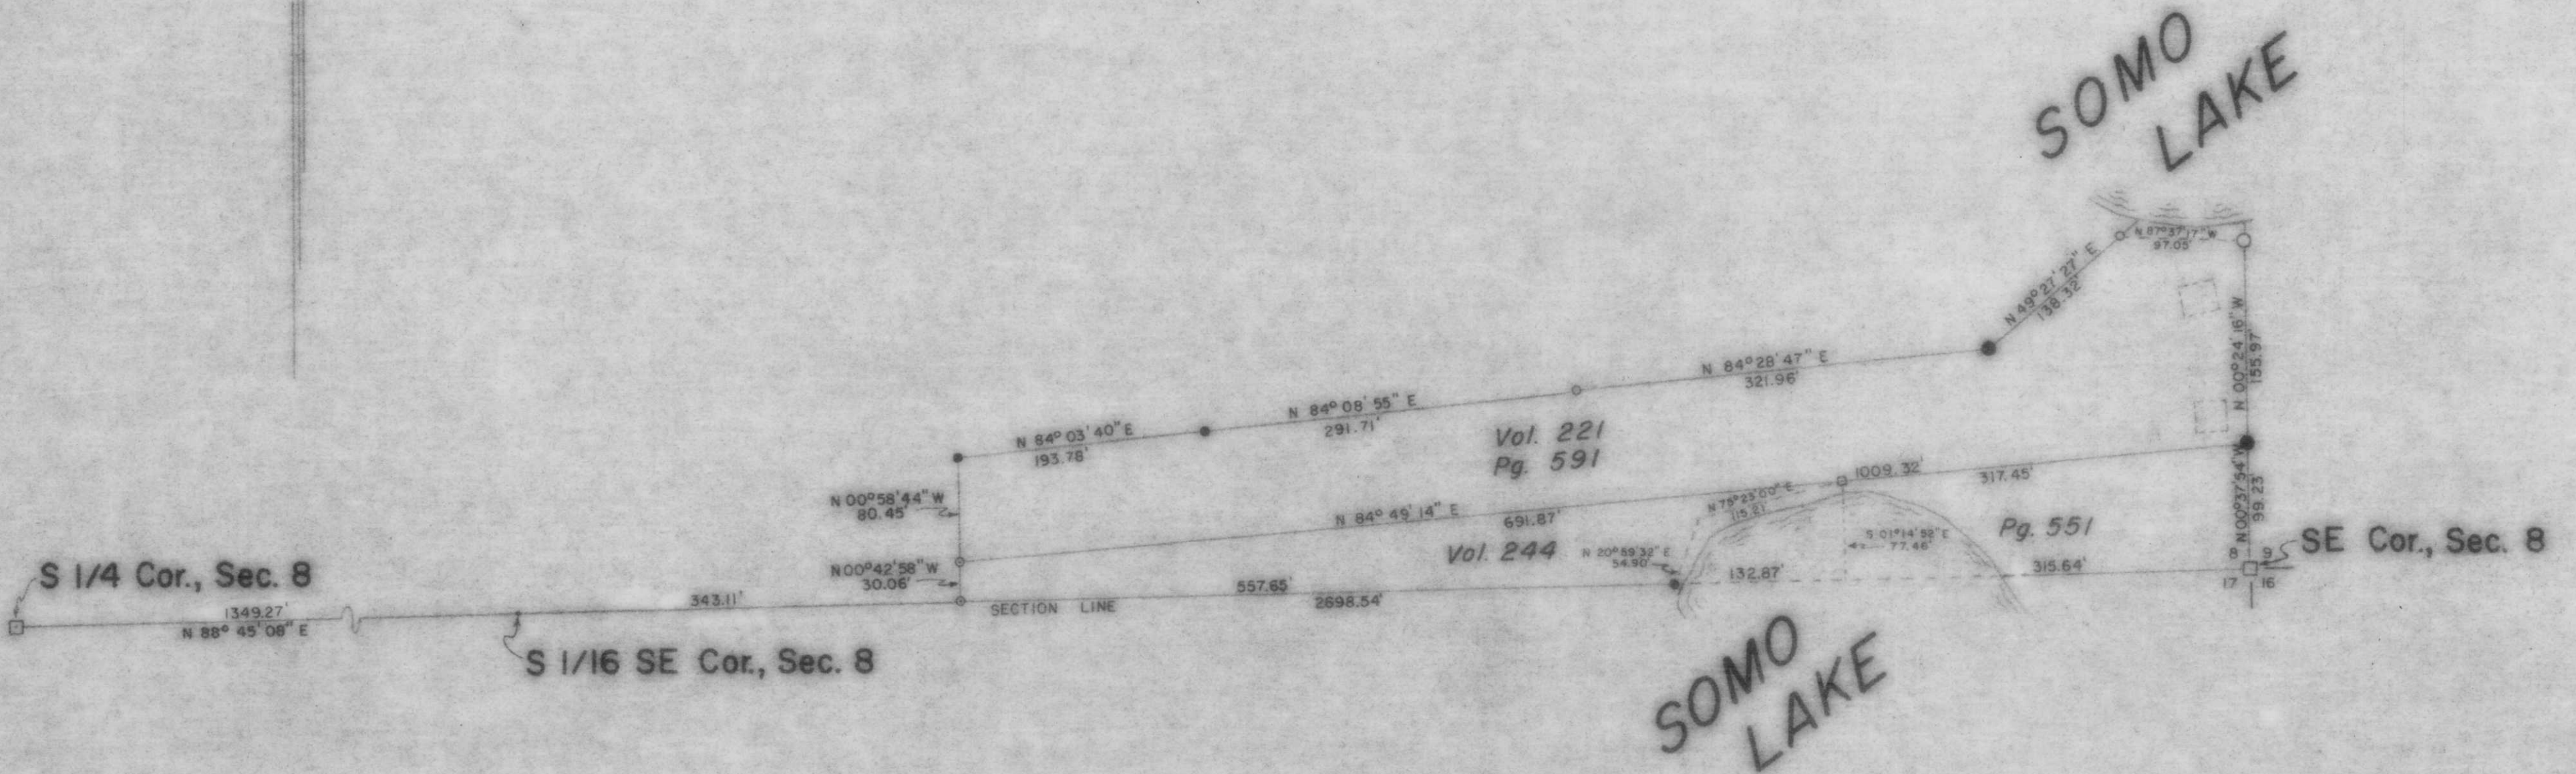 SOMO
LAKE
N 87°37'17" W
97.05'
N 49°27'27" E
138.32'
N 00°24'16" W
155.97'
N 84°28'47" E
321.96'
N 84°08'55" E
291.71'
N 84°03'40" E
193.78'
Vol. 221
Pg. 591
1009.32'
317.45'
N 75°23'00" E
115.21'
N 84°49'14" E
691.87'
N 00°58'44" W
80.45'
N00°37'54" W
99.23
Pg. 551
S 01°14'52" E
77.46'
Vol. 244
N 20°59'32" E
54.90'
SE Cor., Sec. 8
8 9
17 16
N00°42'58" W
30.06'
132.87'
315.64'
S 1/4 Cor., Sec. 8
1349.27'
N 88° 45'08" E
343.11'
SECTION LINE
557.65'
2698.54'
S 1/16 SE Cor., Sec. 8
SOMO
LAKE